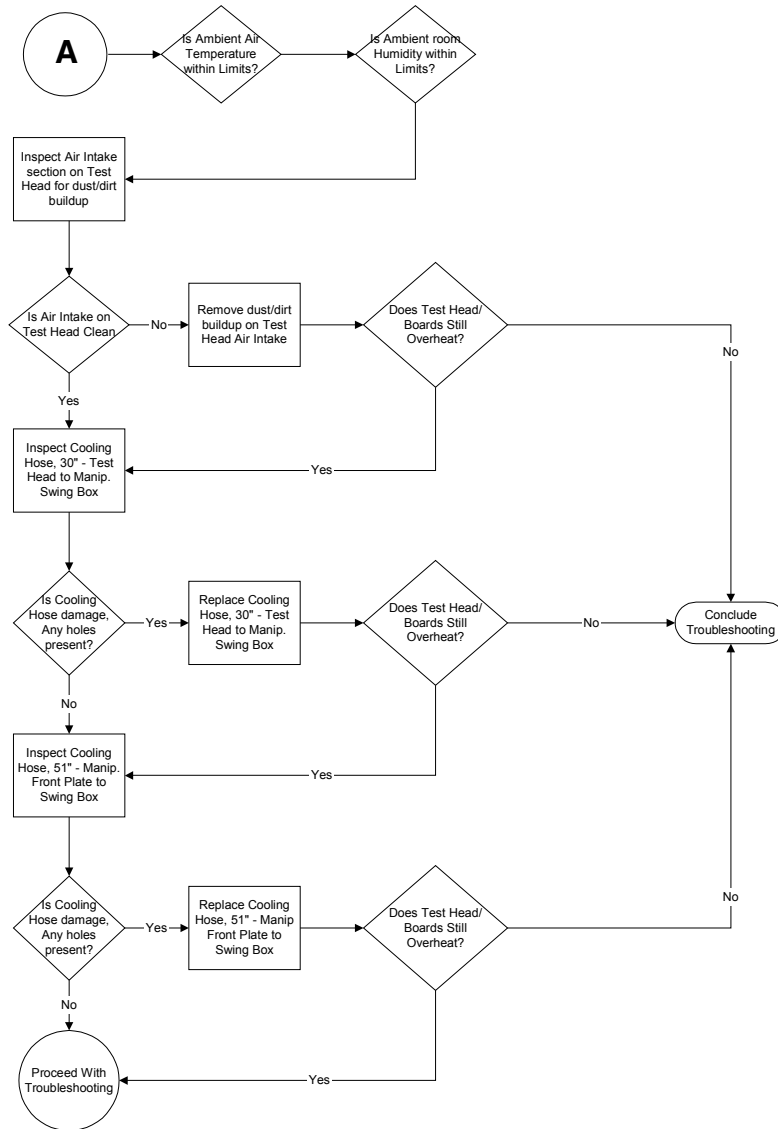 A
Is Ambient Air
Temperature
within Limits?
Is Ambient room
Humidity within
Limits?
Inspect Air Intake
section on Test
Head for dust/dirt
buildup
Is Air Intake on
Test Head Clean
No
Remove dust/dirt
buildup on Test
Head Air Intake
Does Test Head/
Boards Still
Overheat?
No
Yes
Inspect Cooling
Hose, 30" - Test
Head to Manip.
Swing Box
Yes
Is Cooling
Hose damage,
Any holes
present?
Yes
Replace Cooling
Hose, 30" - Test
Head to Manip.
Swing Box
Does Test Head/
Boards Still
Overheat?
No
Conclude
Troubleshooting
No
Inspect Cooling
Hose, 51" - Manip.
Front Plate to
Swing Box
Yes
Is Cooling
Hose damage,
Any holes
present?
Yes
Replace Cooling
Hose, 51" - Manip
Front Plate to
Swing Box
Does Test Head/
Boards Still
Overheat?
No
No
Proceed With
Troubleshooting
Yes